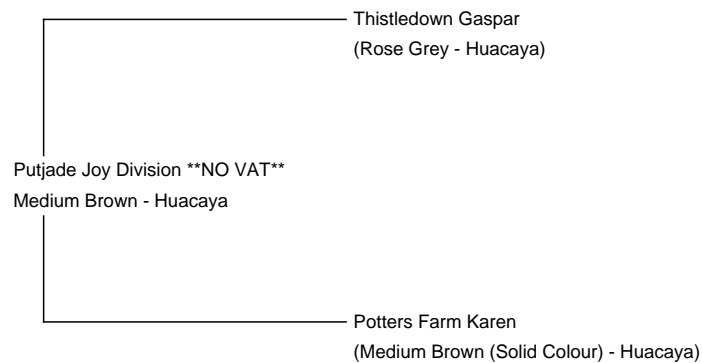 Thistledown Gaspar
(Rose Grey - Huacaya)
Putjade Joy Division **NO VAT**
Medium Brown - Huacaya
Potters Farm Karen
(Medium Brown (Solid Colour) - Huacaya)